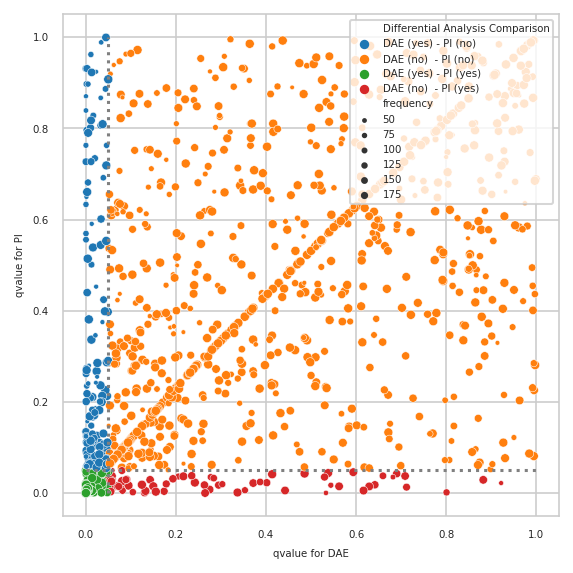 Differential Analysis Comparison
DAE (yes) - PI (no)
DAE (no)  - PI (no)
DAE (yes) - PI (yes)
DAE (no)  - PI (yes)
frequency
50
75
100
125
150
175
1.0
0.8
0.6
0.4
0.2
0.0
qvalue for PI
0.0 0.2 0.4 0.6 0.8 1.0
qvalue for DAE